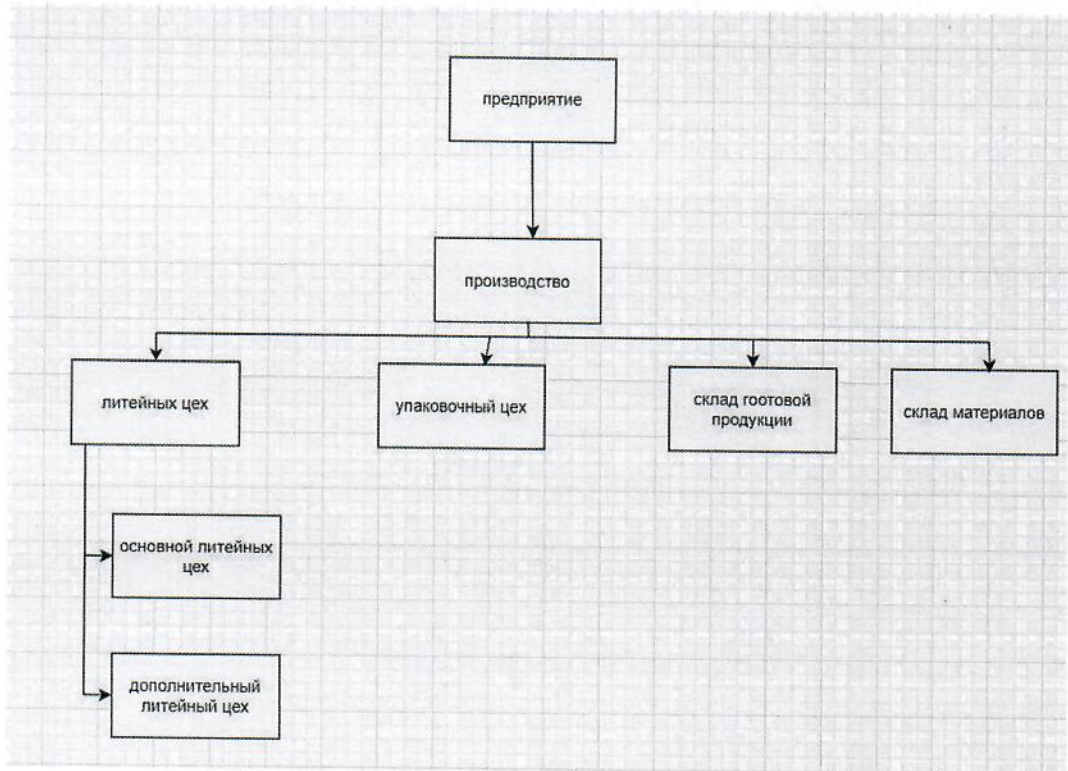 предприятие
производство
литейных цех
упаковочный цех
склад гоотовой
продукции
склад материалов
основной литейных
цех
дополнительный
литейный цех